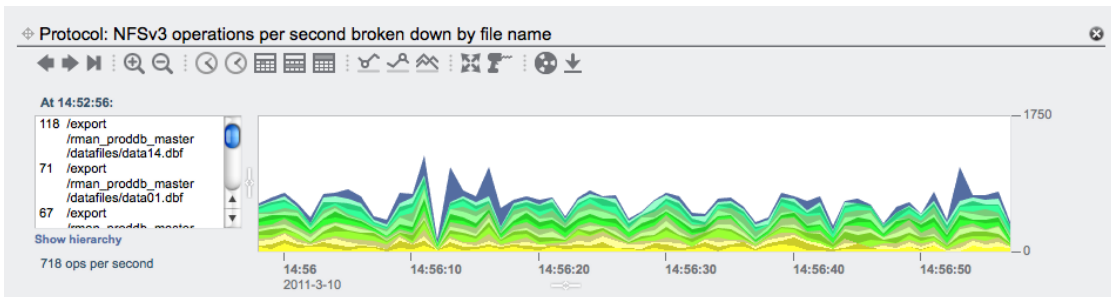 Protocol: NFSv3 operations per second broken down by file name
At 14:52:56:
118 /export
/rman_proddb_master
/datafiles/data14.dbf
71 /export
/rman_proddb_master
/datafiles/data01.dbf
67 /export
/rman_proddb_master
Show hierarchy
718 ops per second
1750
0
14:56
2011-3-10
14:56:10
14:56:20
14:56:30
14:56:40
14:56:50